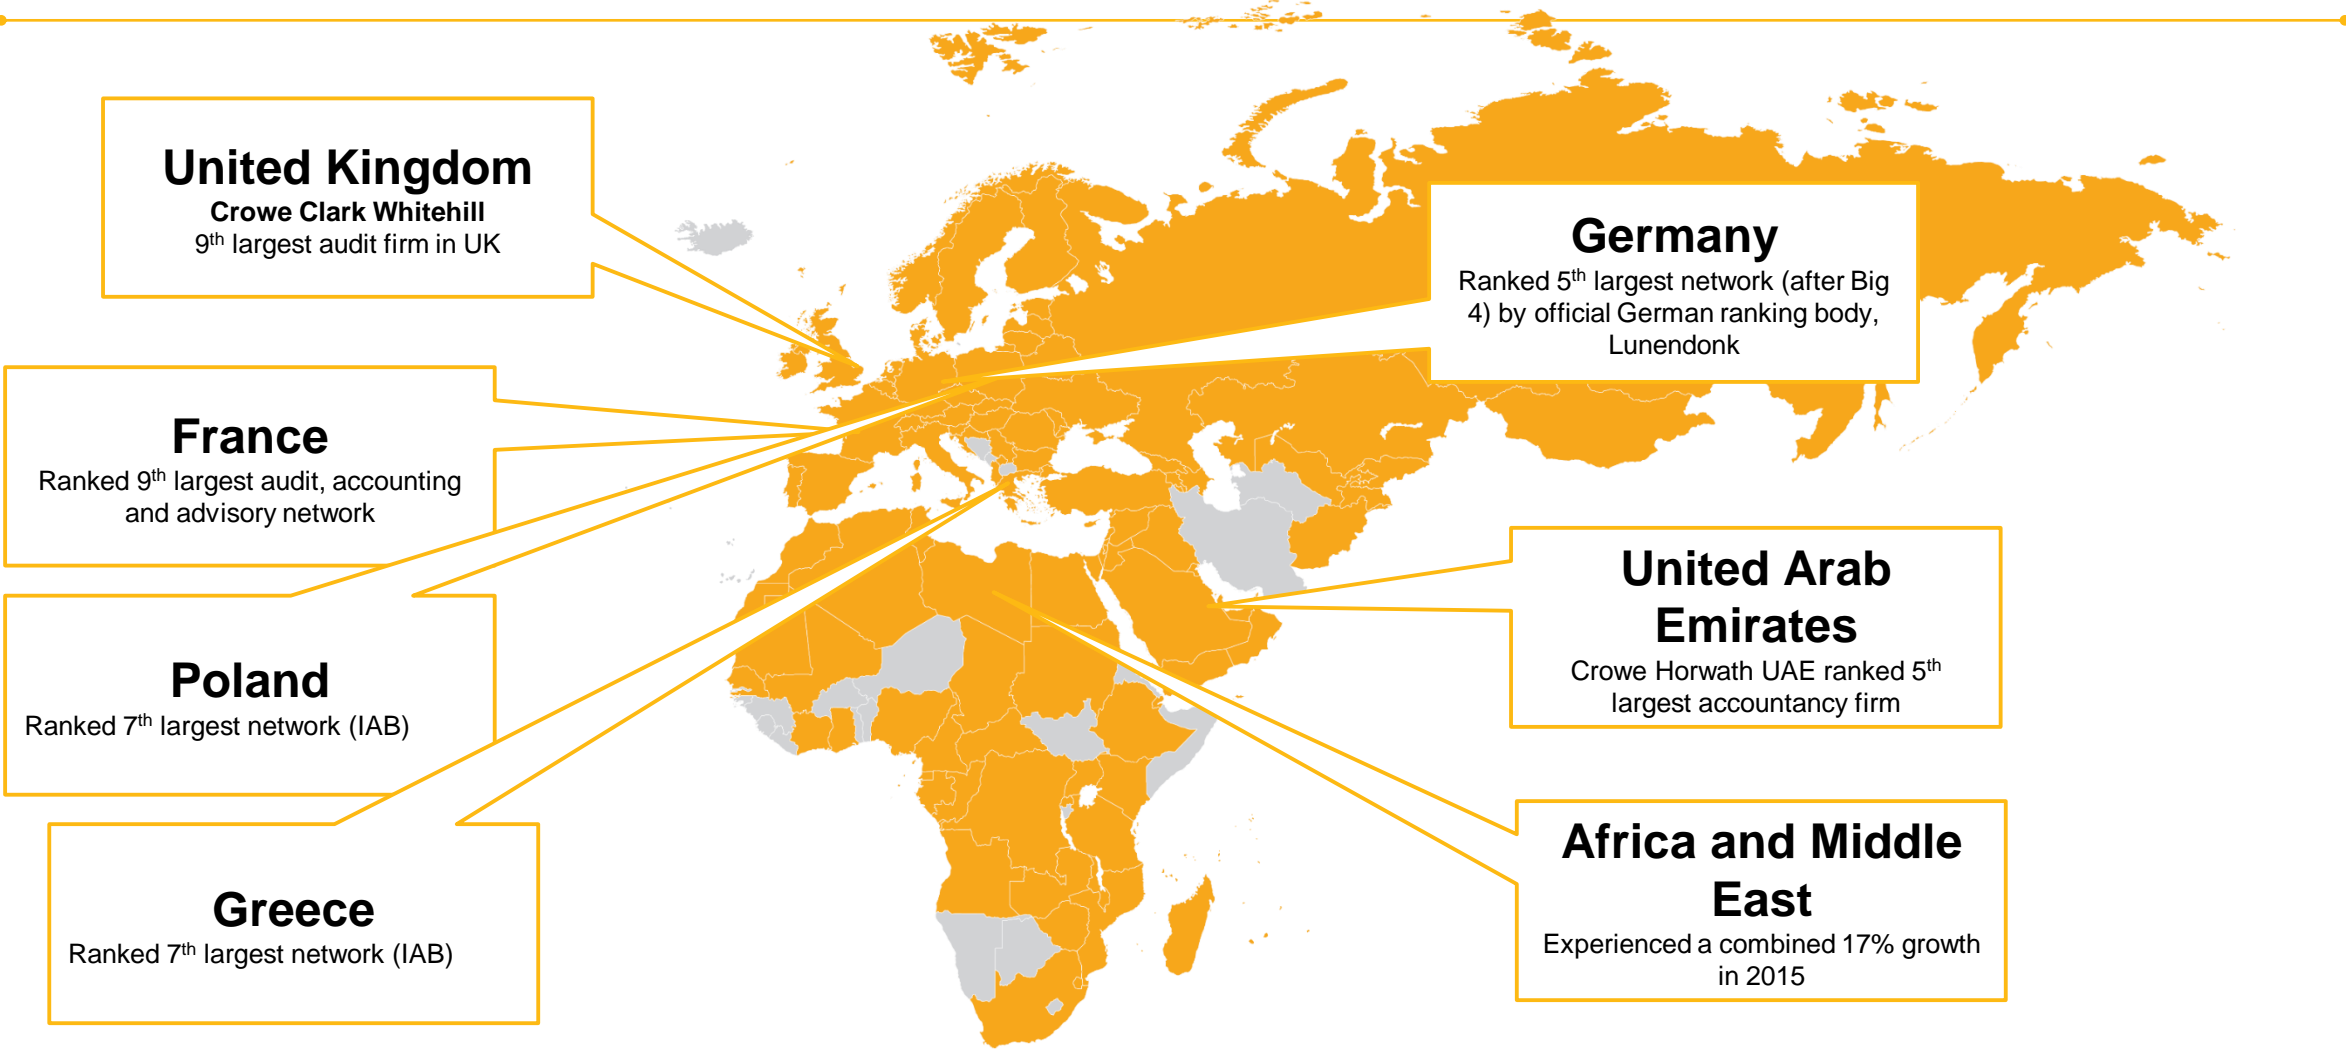 United Kingdom
Crowe Clark Whitehill
9th largest audit firm in UK
France
Ranked 9th largest audit, accounting
and advisory network
Poland
Ranked 7th largest network (IAB)
Greece
Ranked 7th largest network (IAB)
Germany
Ranked 5th largest network (after Big
4) by official German ranking body,
Lunendonk
United Arab
Emirates
Crowe Horwath UAE ranked 5th
largest accountancy firm
Africa and Middle
East
Experienced a combined 17% growth
in 2015